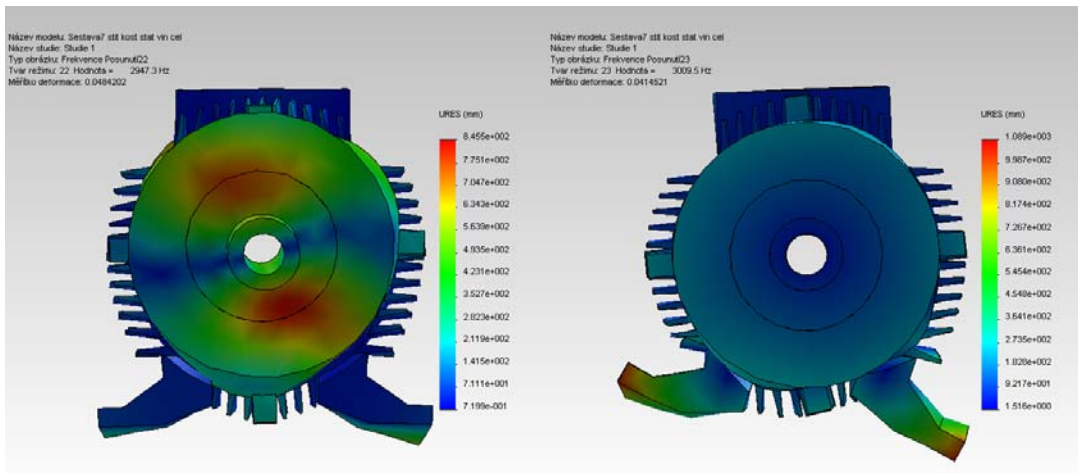 Název modelu: Sestava7 stit kost stat vin cel
Název studie: Studie 1
Typ obrázku: Frekvence Posunutí22
Tvar režimu: 22 Hodnota = 2947.3 Hz
Měřítko deformace: 0.0484202
URES (mm)
8.455e+002
7.751e+002
7.047e+002
6.343e+002
5.639e+002
4.935e+002
4.231e+002
3.527e+002
2.823e+002
2.119e+002
1.415e+002
7.111e+001
7.199e-001
Název modelu: Sestava7 stit kost stat vin cel
Název studie: Studie 1
Typ obrázku: Frekvence Posunutí23
Tvar režimu: 23 Hodnota = 3009.5 Hz
Měřítko deformace: 0.0414521
URES (mm)
1.089e+003
9.987e+002
9.080e+002
8.174e+002
7.267e+002
6.361e+002
5.454e+002
4.548e+002
3.641e+002
2.735e+002
1.828e+002
9.217e+001
1.516e+000